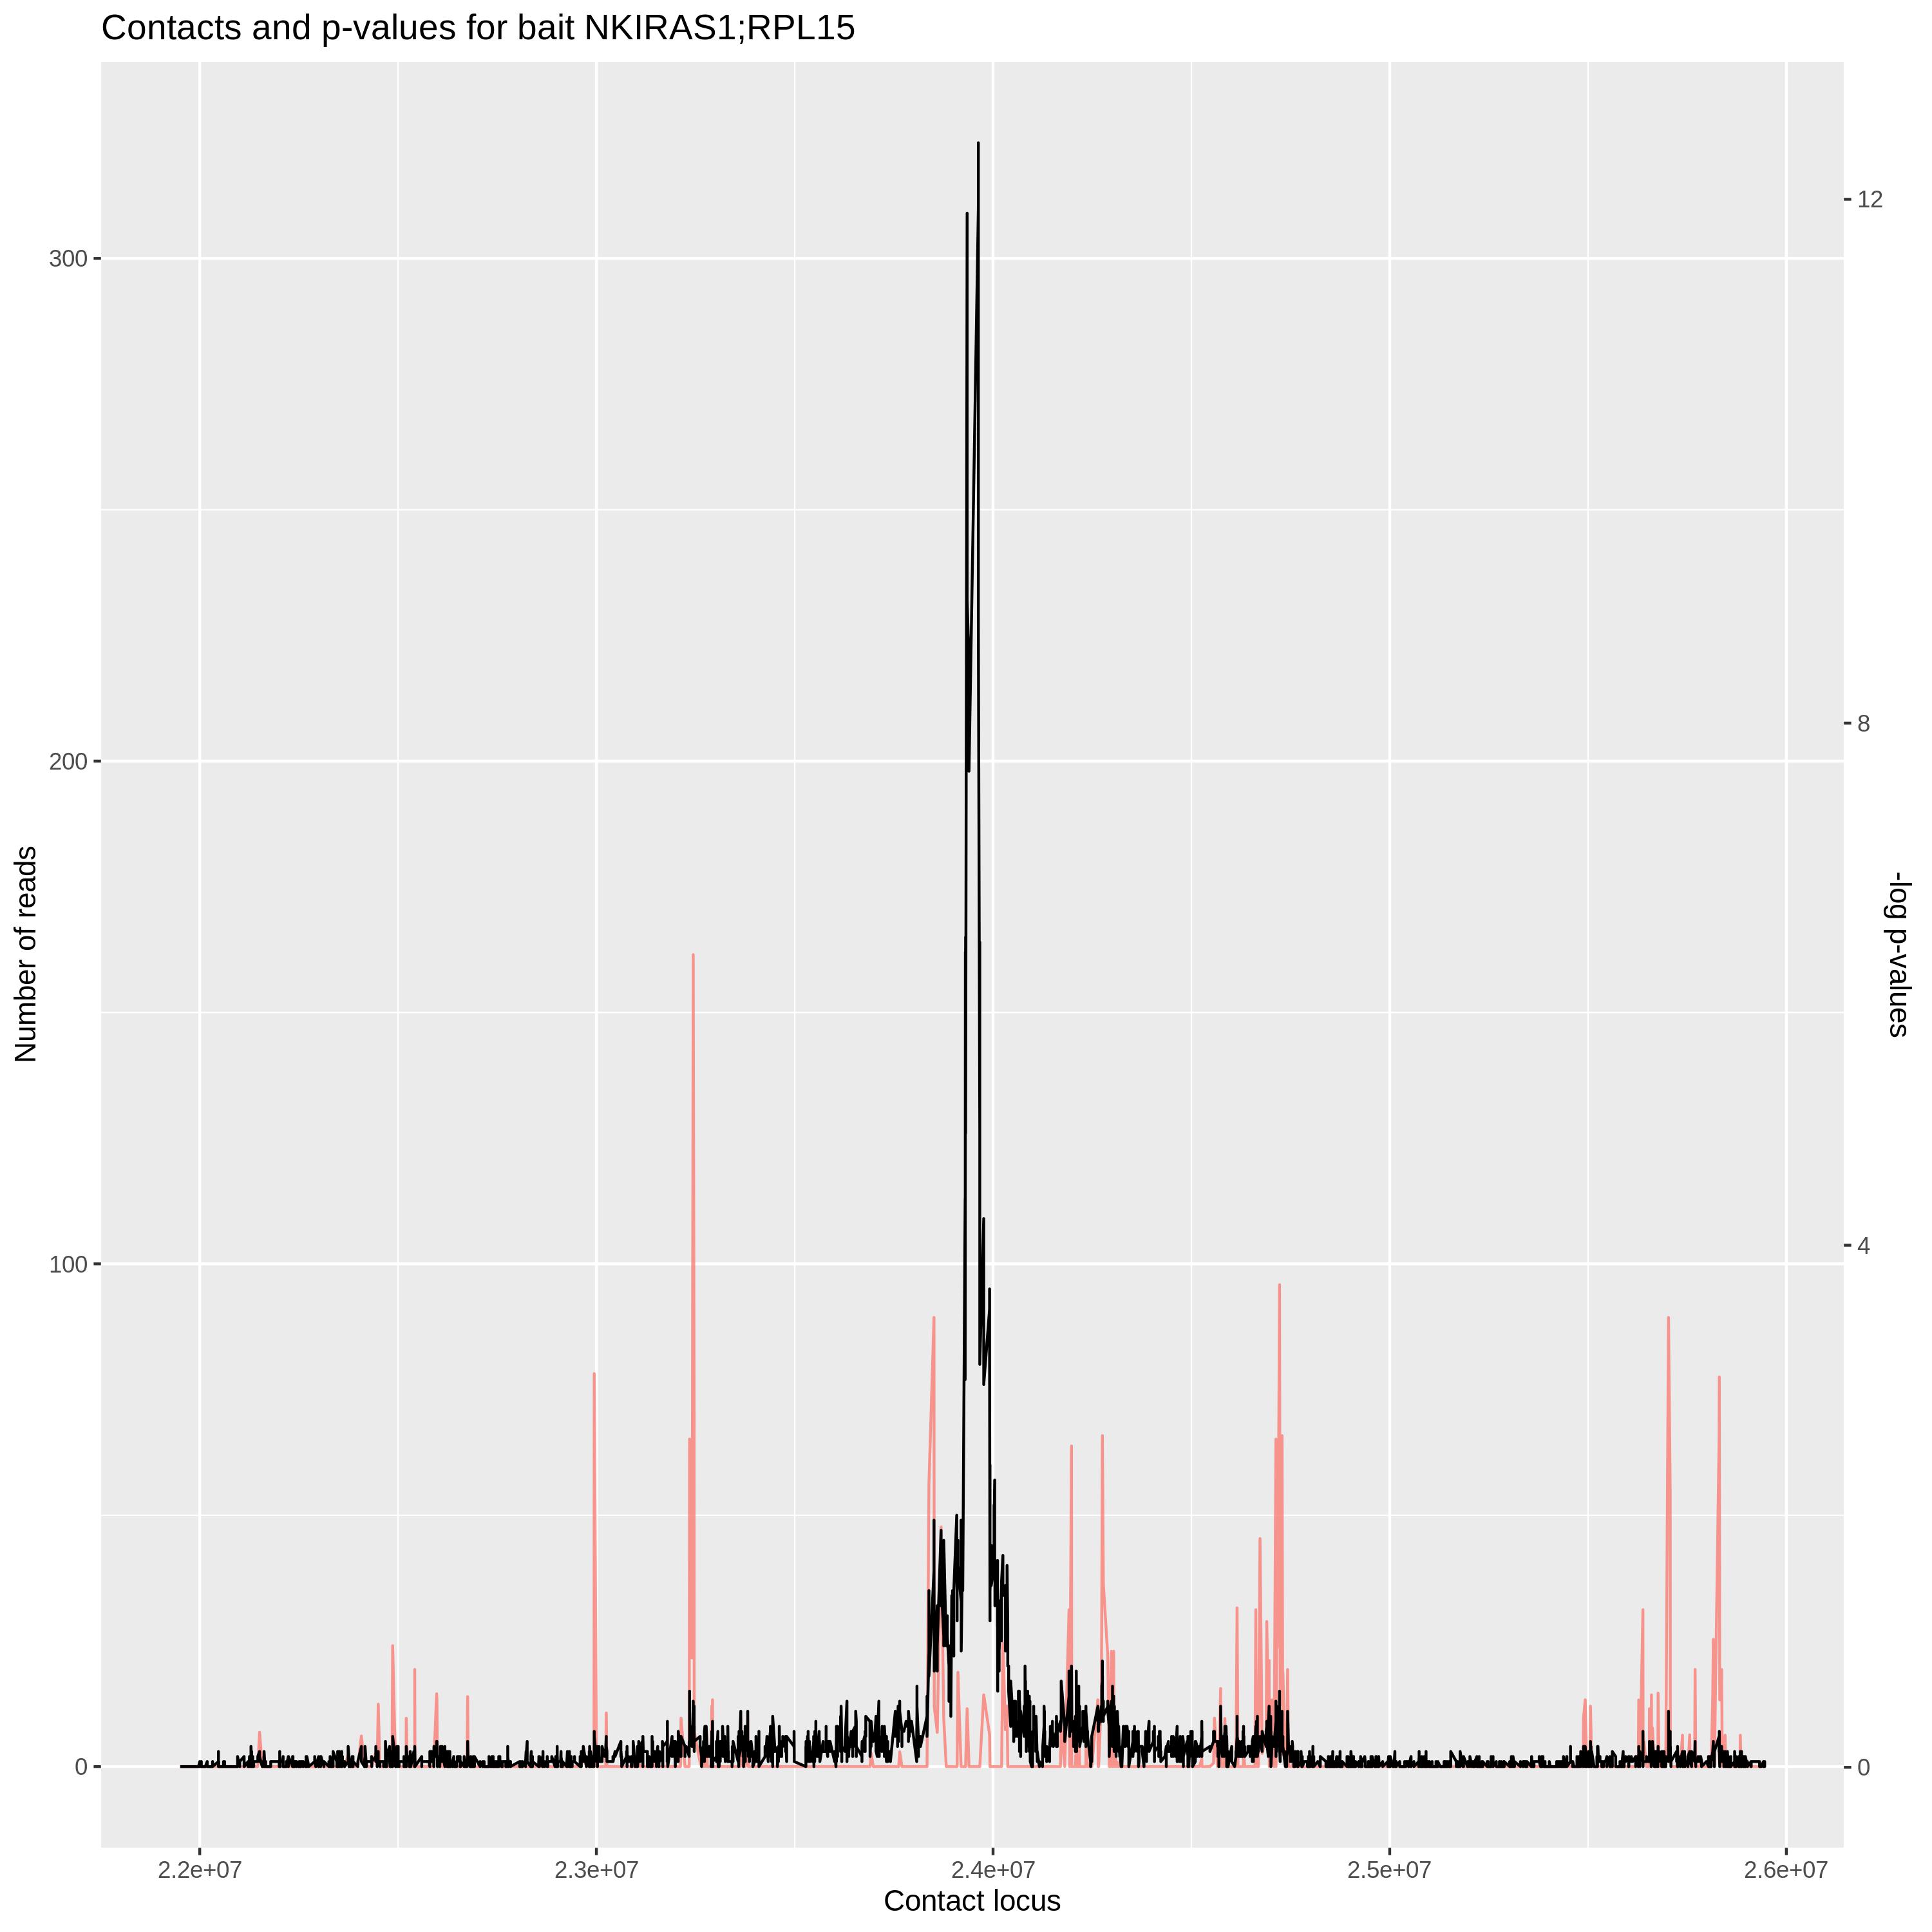 Contacts and p-values for bait NKIRAS1;RPL15
300
200
100
0
Number of reads
12
8
4
0
-log p-values
2.2e+07 2.3e+07 2.4e+07 2.5e+07 2.6e+07
Contact locus